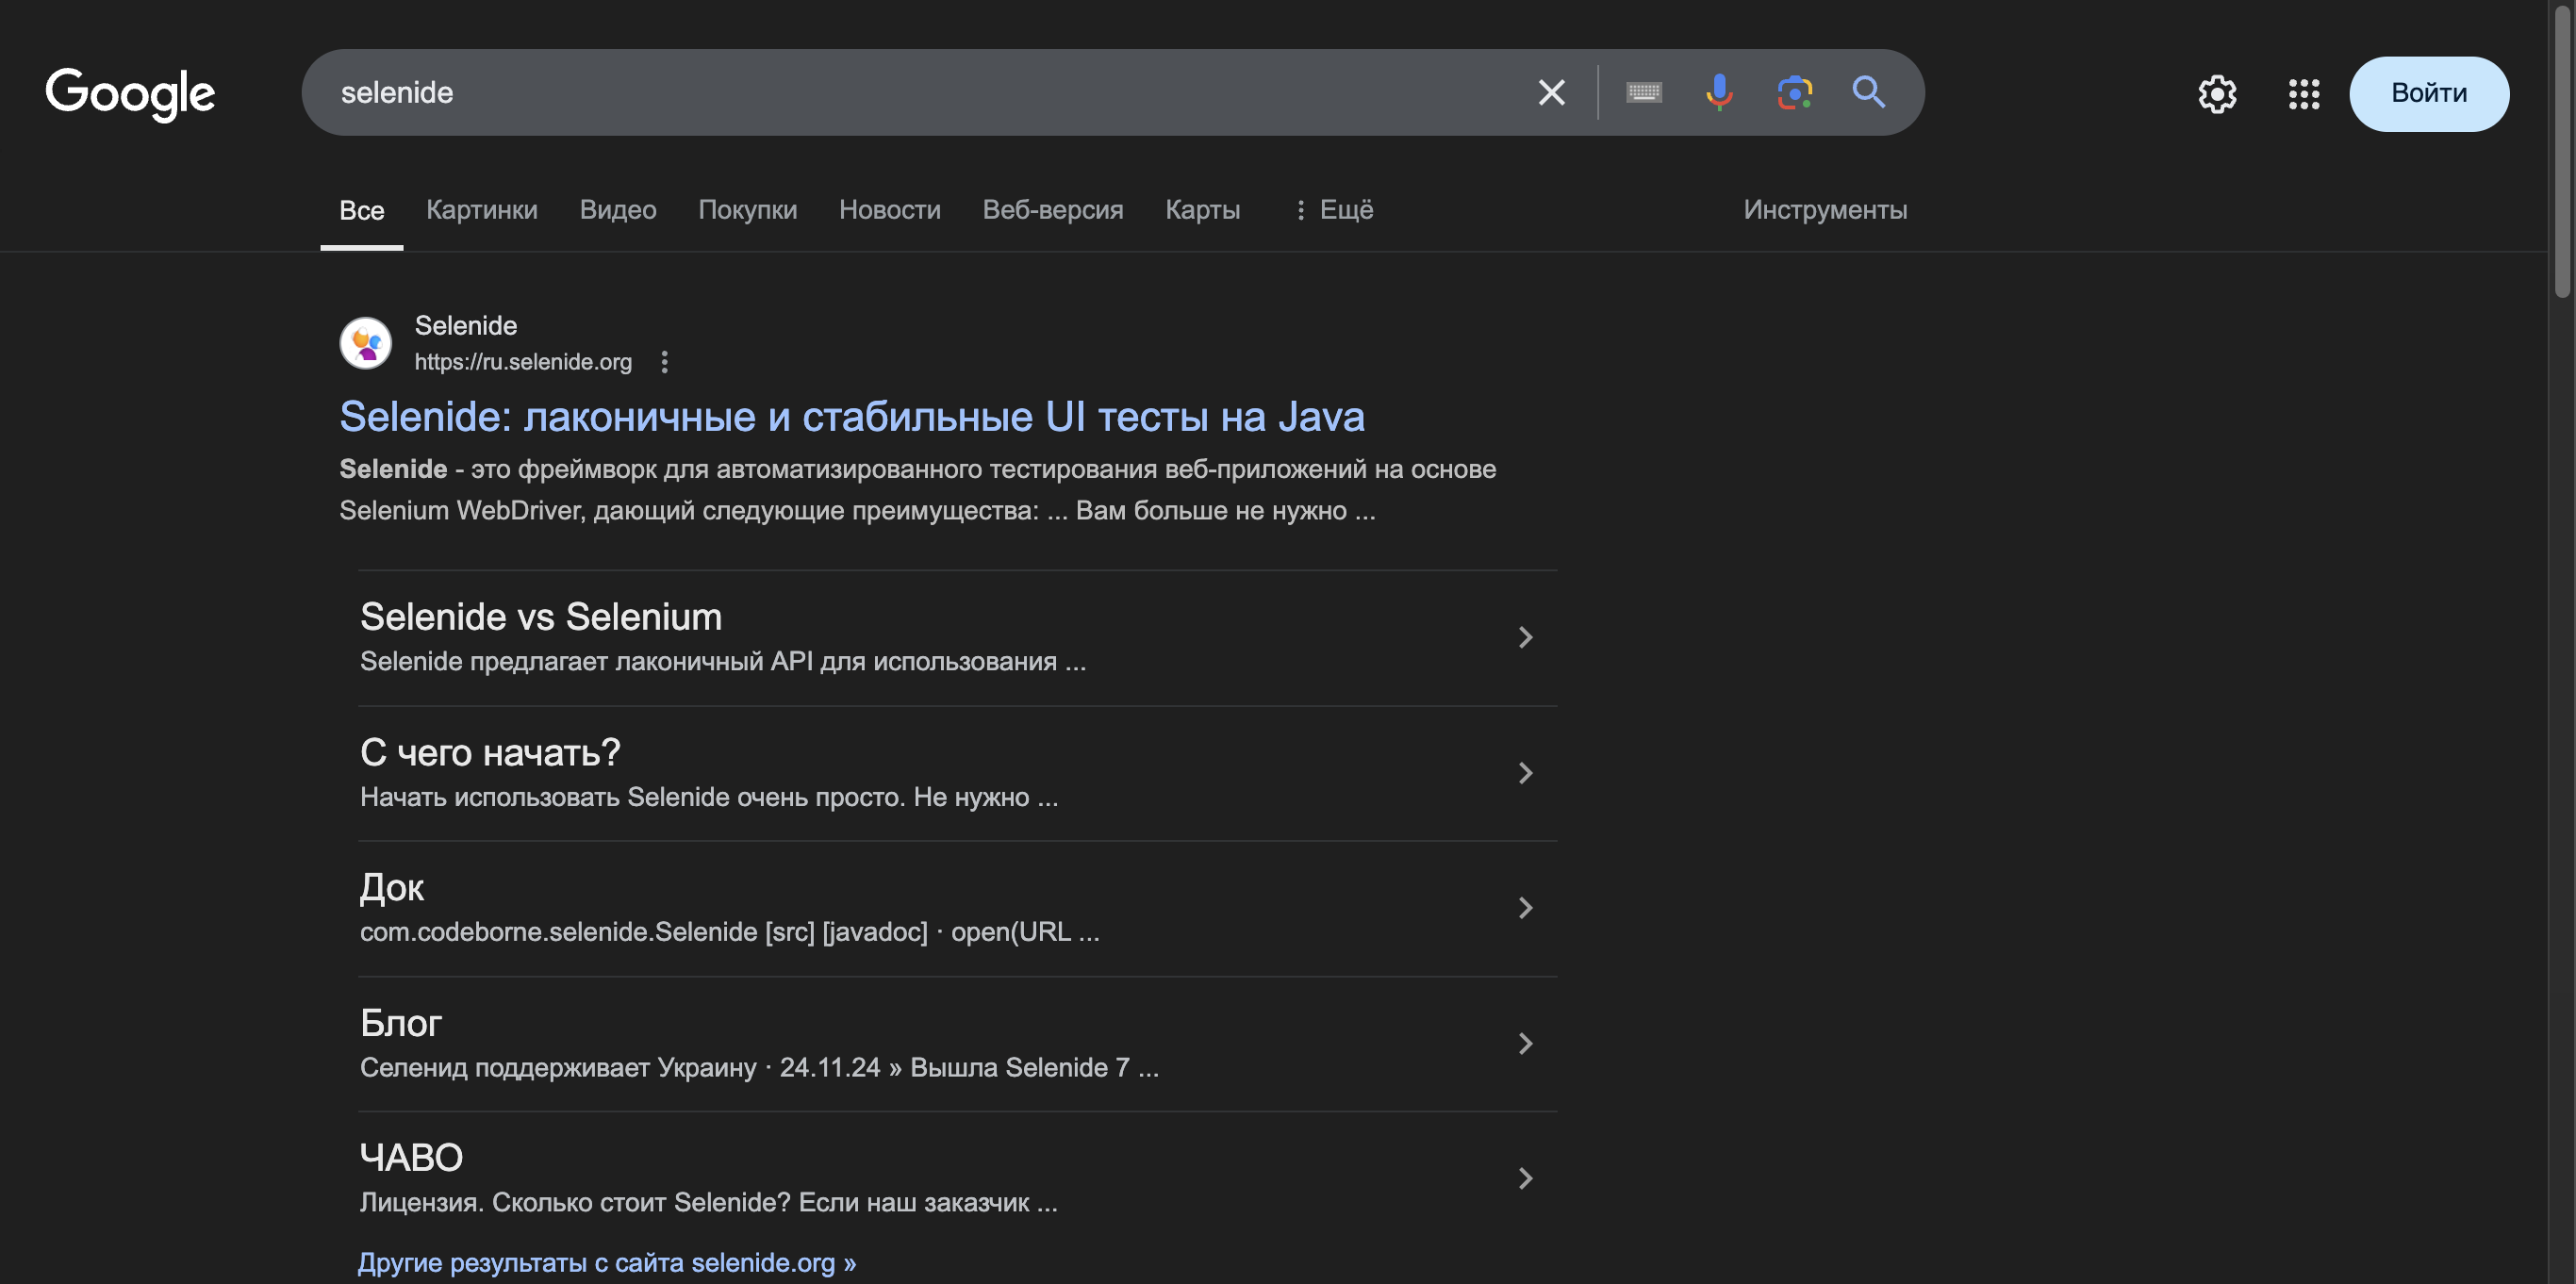 Google
selenide
Войти
Все Картинки Видео Покупки Новости Веб-версия Карты Ещё Инструменты
Selenide
https://ru.selenide.org
Selenide: лаконичные и стабильные UI тесты на Java
Selenide - это фреймворк для автоматизированного тестирования веб-приложений на основе
Selenium WebDriver, дающий следующие преимущества: ... Вам больше не нужно ...
Selenide vs Selenium
Selenide предлагает лаконичный API для использования ...
С чего начать?
Начать использовать Selenide очень просто. Не нужно ...
Док
com.codeborne.selenide.Selenide [src] [javadoc] · open(URL ...
Блог
Селенид поддерживает Украину · 24.11.24 » Вышла Selenide 7 ...
ЧАВО
Лицензия. Сколько стоит Selenide? Если наш заказчик ...
Другие результаты с сайта selenide.org »